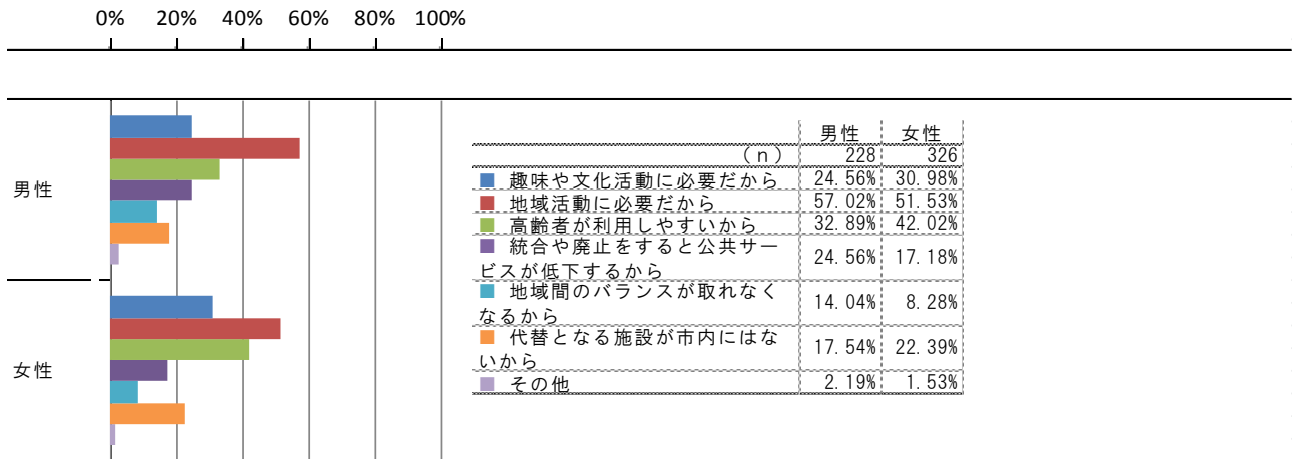 0% 20% 40% 60% 80% 100%
男性
女性
男性 女性
(n) 228 326
趣味や文化活動に必要だから 24.56% 30.98%
地域活動に必要だから 57.02% 51.53%
高齢者が利用しやすいから 32.89% 42.02%
統合や廃止をすると公共サー
ビスが低下するから 24.56% 17.18%
地域間のバランスが取れなく
なるから 14.04% 8.28%
代替となる施設が市内にはな
いから 17.54% 22.39%
その他 2.19% 1.53%